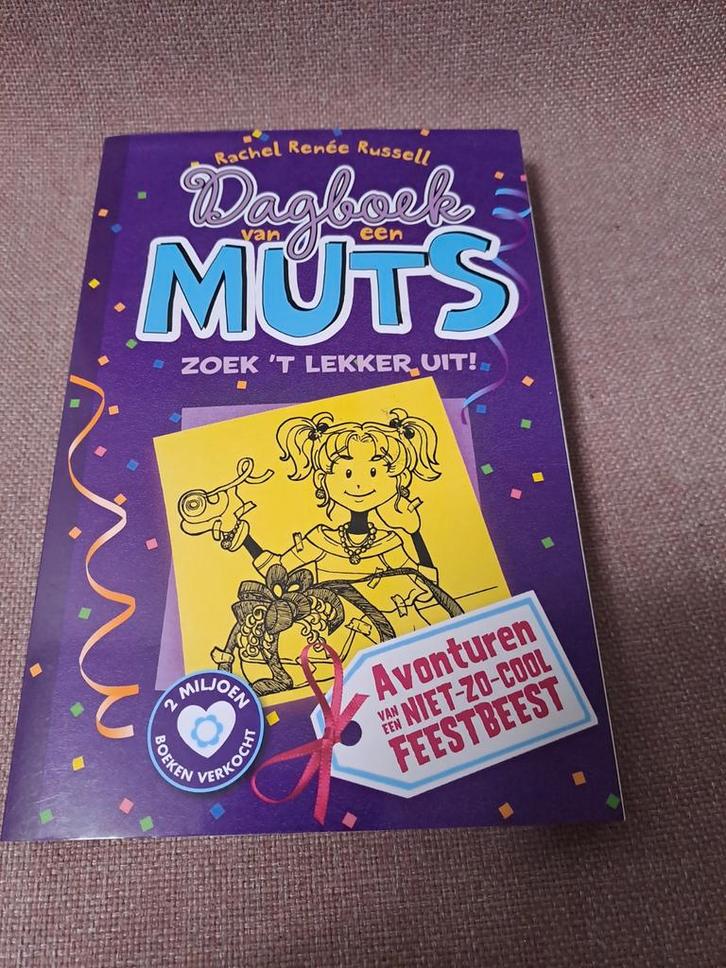 Rachel Renée Russell
Dagboek
van een
MUTS
ZOEK 'T LEKKER UIT!
Avonturen
VAN EEN NIET-ZO-COOL
FEESTBEEST
2 MILJOEN
BOEKEN VERKOCHT